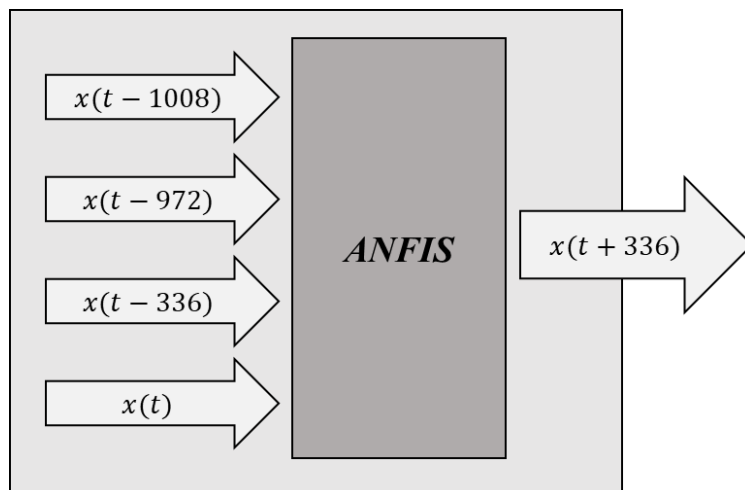 x(t − 1008)
x(t − 972)
x(t − 336)
x(t)
ANFIS
x(t + 336)